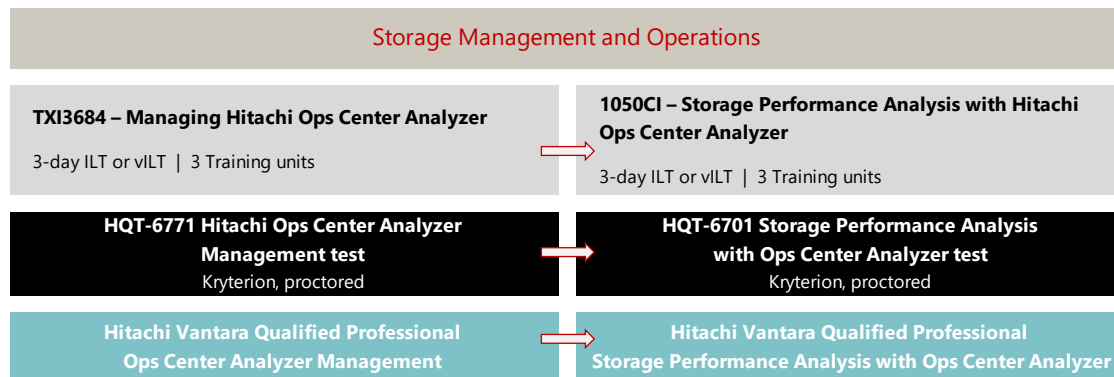 Storage Management and Operations
TXI3684 – Managing Hitachi Ops Center Analyzer
3-day ILT or vILT | 3 Training units
1050CI – Storage Performance Analysis with Hitachi
Ops Center Analyzer
3-day ILT or vILT | 3 Training units
HQT-6771 Hitachi Ops Center Analyzer
Management test
Kryterion, proctored
HQT-6701 Storage Performance Analysis
with Ops Center Analyzer test
Kryterion, proctored
Hitachi Vantara Qualified Professional
Ops Center Analyzer Management
Hitachi Vantara Qualified Professional
Storage Performance Analysis with Ops Center Analyzer